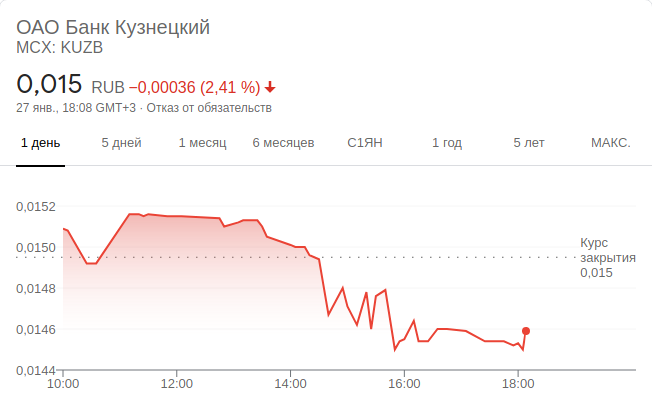 ОАО Банк Кузнецкий
MCX: KUZB
0,015 RUB −0,00036 (2,41 %)
27 янв., 18:08 GMT+3 · Отказ от обязательств
1 день 5 дней 1 месяц 6 месяцев С1ЯН 1 год 5 лет МАКС.
0,0152
0,0150
0,0148
0,0146
0,0144
Курс
закрытия
0,015
10:00 12:00 14:00 16:00 18:00